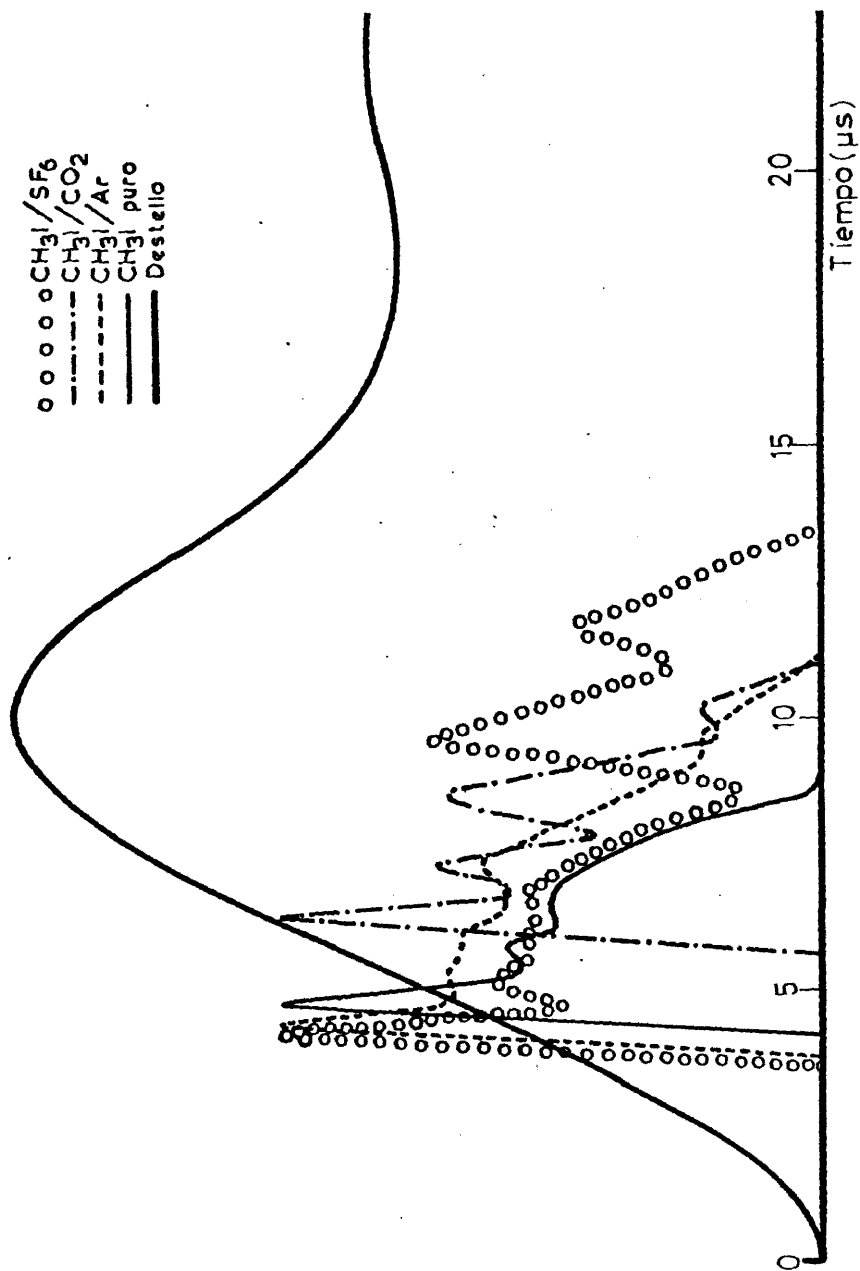 CH3I/SF6
CH3I/CO2
CH3I/Ar
CH3I puro
Destello
0
5
10
15
20
Tiempo(μs)